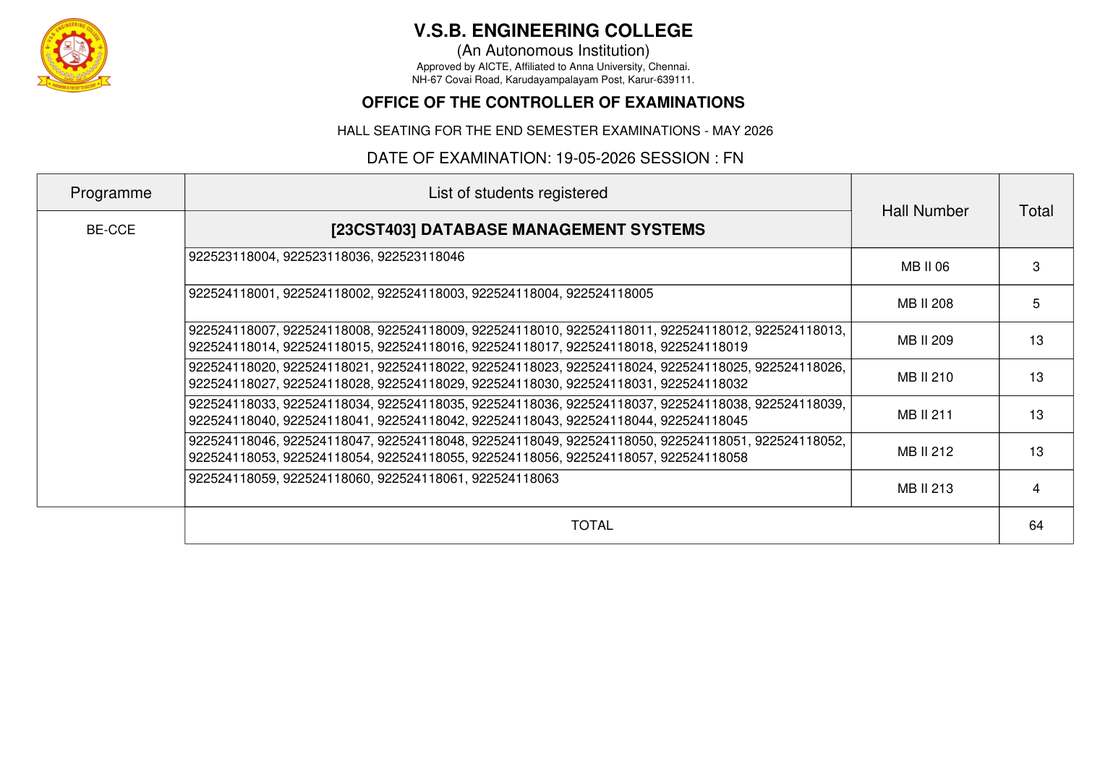 V.S.B. ENGINEERING COLLEGE
(An Autonomous Institution)
Approved by AICTE, Affiliated to Anna University, Chennai.
NH-67 Covai Road, Karudayampalayam Post, Karur-639111.
OFFICE OF THE CONTROLLER OF EXAMINATIONS
HALL SEATING FOR THE END SEMESTER EXAMINATIONS - MAY 2026
DATE OF EXAMINATION: 19-05-2026 SESSION : FN
Programme List of students registered Hall Number Total
BE-CCE [23CST403] DATABASE MANAGEMENT SYSTEMS
922523118004, 922523118036, 922523118046 MB II 06 3
922524118001, 922524118002, 922524118003, 922524118004, 922524118005 MB II 208 5
922524118007, 922524118008, 922524118009, 922524118010, 922524118011, 922524118012, 922524118013,
922524118014, 922524118015, 922524118016, 922524118017, 922524118018, 922524118019 MB II 209 13
922524118020, 922524118021, 922524118022, 922524118023, 922524118024, 922524118025, 922524118026,
922524118027, 922524118028, 922524118029, 922524118030, 922524118031, 922524118032 MB II 210 13
922524118033, 922524118034, 922524118035, 922524118036, 922524118037, 922524118038, 922524118039,
922524118040, 922524118041, 922524118042, 922524118043, 922524118044, 922524118045 MB II 211 13
922524118046, 922524118047, 922524118048, 922524118049, 922524118050, 922524118051, 922524118052,
922524118053, 922524118054, 922524118055, 922524118056, 922524118057, 922524118058 MB II 212 13
922524118059, 922524118060, 922524118061, 922524118063 MB II 213 4
TOTAL 64